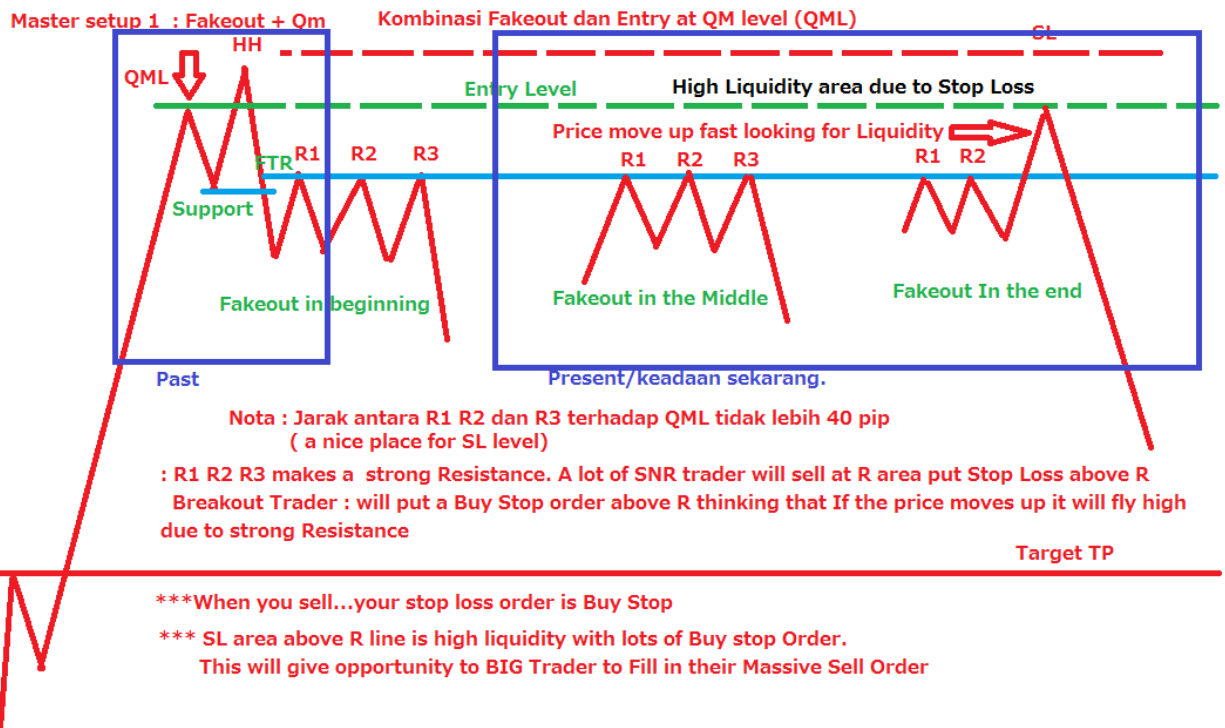 Master setup 1  : Fakeout + Qm
Kombinasi Fakeout dan Entry at QM level (QML)
HH
SL
QML
Entry Level
High Liquidity area due to Stop Loss
Price move up fast looking for Liquidity
FTR
R1
R2
R3
R1
R2
R3
R1
R2
Support
Fakeout in beginning
Fakeout in the Middle
Fakeout In the end
Past
Present/keadaan sekarang.
Nota : Jarak antara R1 R2 dan R3 terhadap QML tidak lebih 40 pip
( a nice place for SL level)
: R1 R2 R3 makes a  strong Resistance. A lot of SNR trader will sell at R area put Stop Loss above R
Breakout Trader : will put a Buy Stop order above R thinking that If the price moves up it will fly high
due to strong Resistance
Target TP
***When you sell...your stop loss order is Buy Stop
*** SL area above R line is high liquidity with lots of Buy stop Order.
This will give opportunity to BIG Trader to Fill in their Massive Sell Order